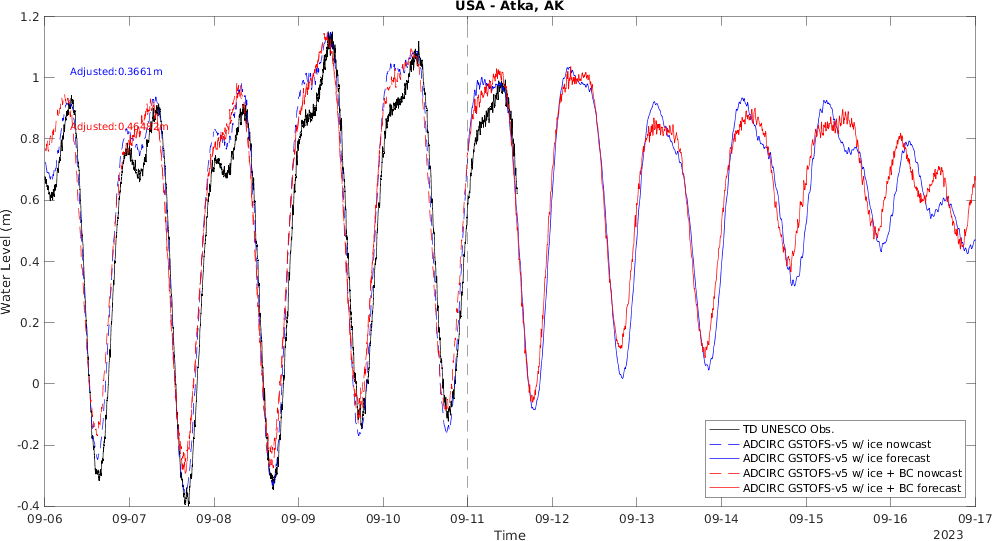 USA - Atka, AK
1.2
1
0.8
0.6
0.4
0.2
0
-0.2
-0.4
Water Level (m)
Adjusted:0.3661m
TD UNESCO Obs.
ADCIRC GSTOFS-v5 w/ ice nowcast
ADCIRC GSTOFS-v5 w/ ice forecast
ADCIRC GSTOFS-v5 w/ ice + BC nowcast
ADCIRC GSTOFS-v5 w/ ice + BC forecast
09-06 09-07 09-08 09-09 09-10 09-11 09-12 09-13 09-14 09-15 09-16 09-17
Time
2023